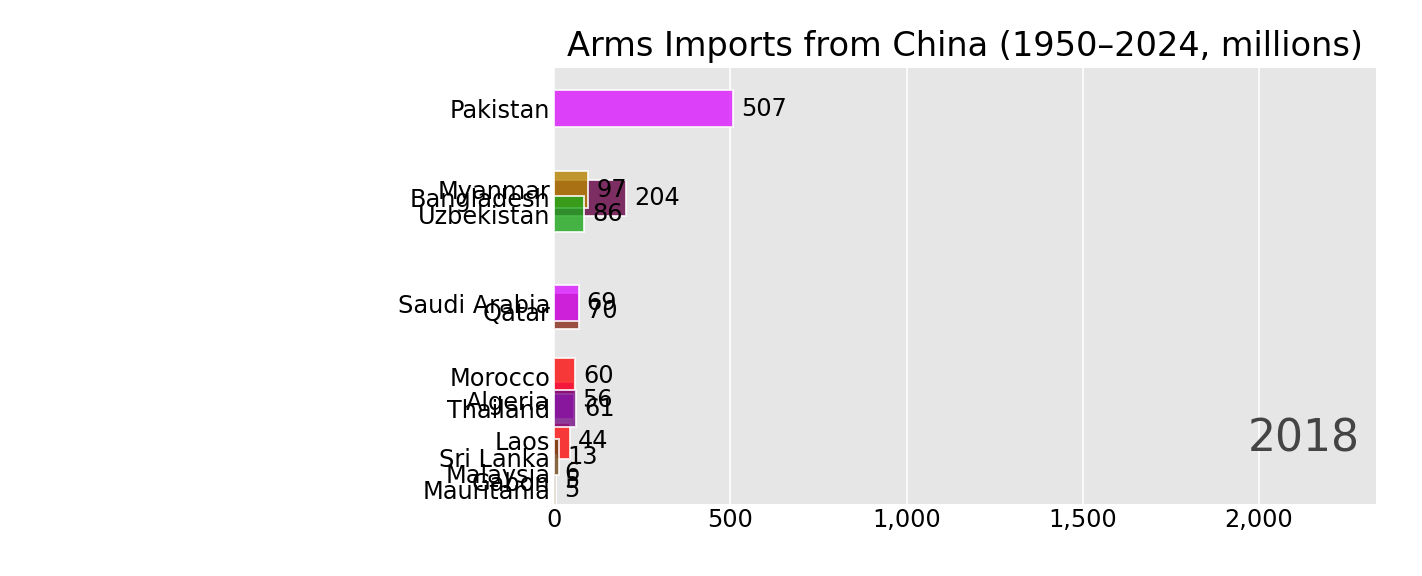 Arms Imports from China (1950–2024, millions)
Pakistan 507
Myanmar 97
Bangladesh 204
Uzbekistan 86
Saudi Arabia 69
Qatar 70
Morocco 60
Algeria 56
Thailand 61
Laos 44
Sri Lanka 13
Malaysia 6
Gabon
Mauritania 5
2018
0 500 1,000 1,500 2,000